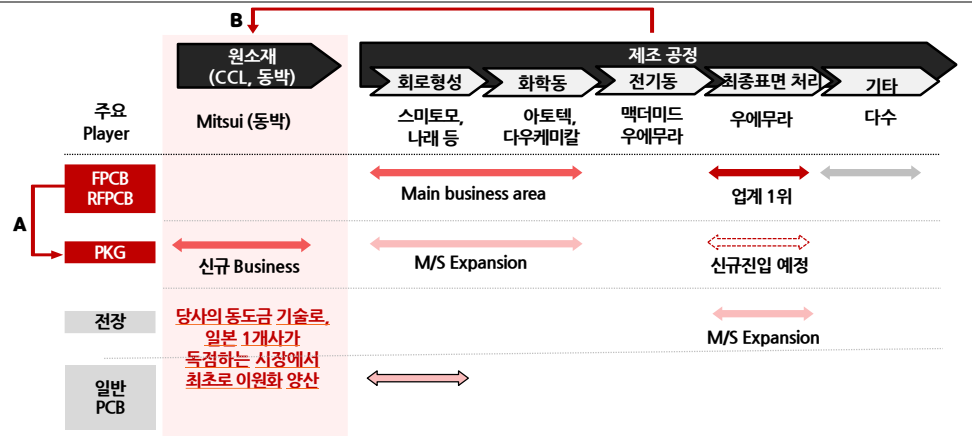 B
원소재
(CCL, 동박)
제조 공정
회로형성
화학동
전기동
최종표면 처리
기타
주요
Player
Mitsui (동박)
스미토모,
나래 등
아토텍,
다우케미칼
맥더미드
우에무라
우에무라
다수
A
FPCB
RFPCB
Main business area
업계 1위
PKG
신규 Business
M/S Expansion
신규진입 예정
전장
당사의 동도금 기술로,
일본 1개사가
독점하는 시장에서
최초로 이원화 양산
M/S Expansion
일반
PCB